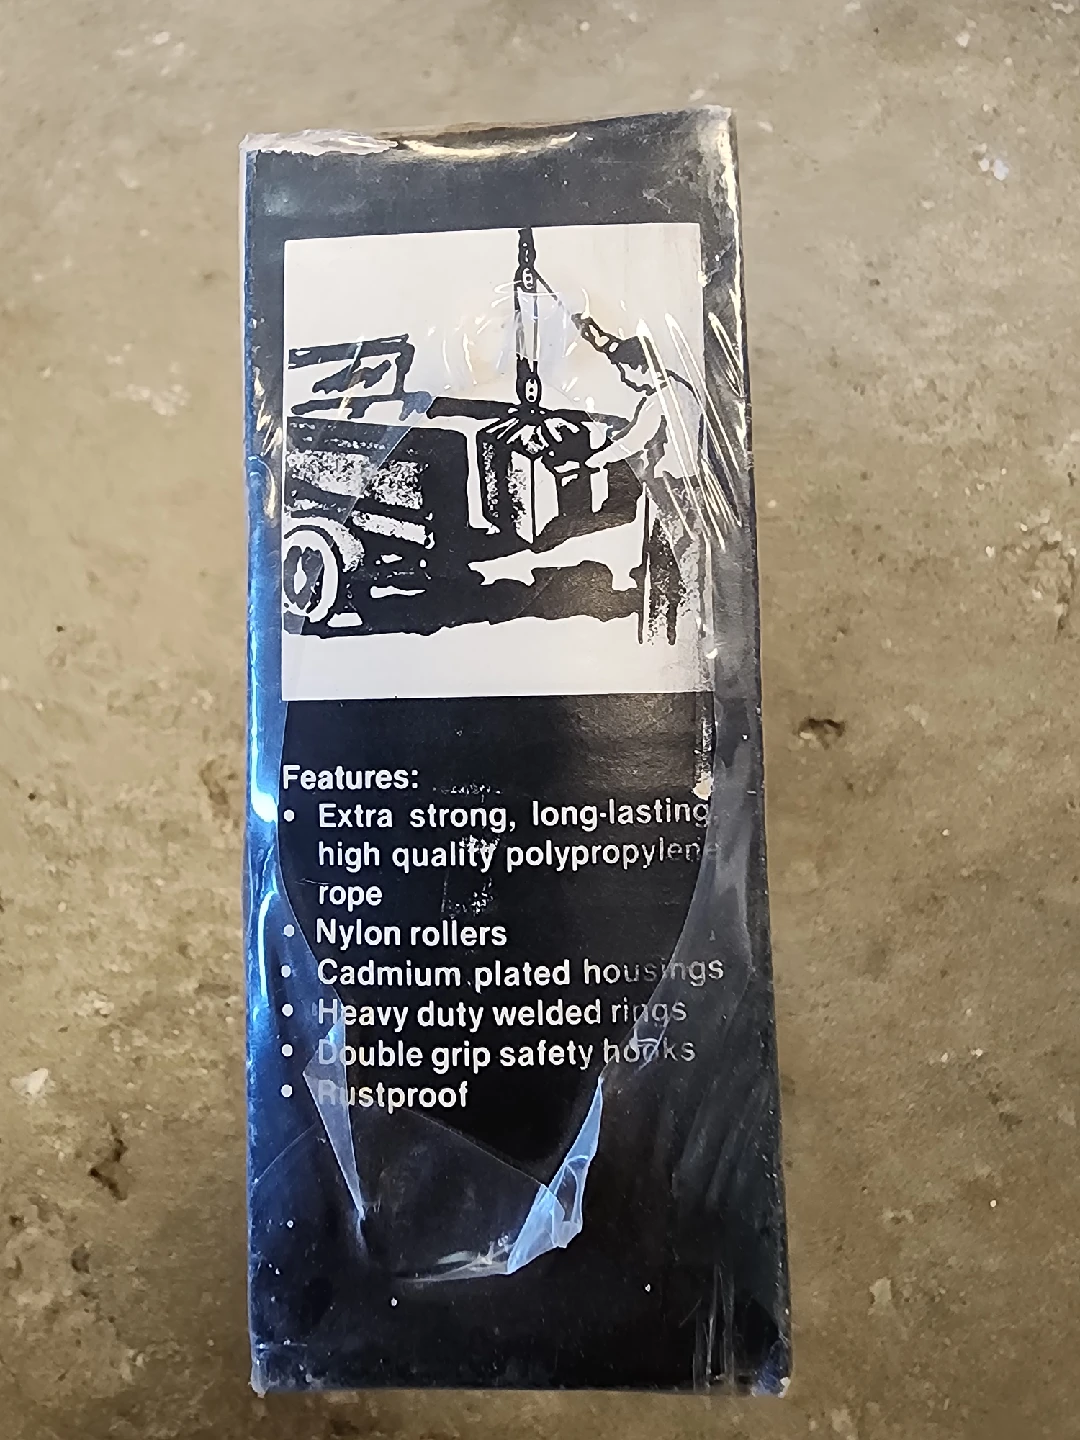 Features:
• Extra strong, long-lasting
high quality polypropylene
rope
• Nylon rollers
• Cadmium plated housings
• Heavy duty welded rings
• Double grip safety hooks
• Rustproof